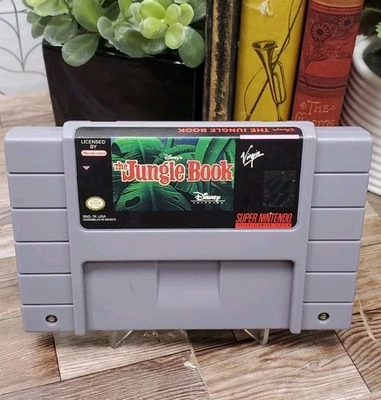 Disney's THE JUNGLE BOOK
LICENSED
BY
Nintendo
Disney's
The Jungle Book
Virgin
Disney
SNS-7K-USA
ASSEMBLED IN MEXICO
SUPER NINTENDO
ENTERTAINMENT SYSTEM
THE